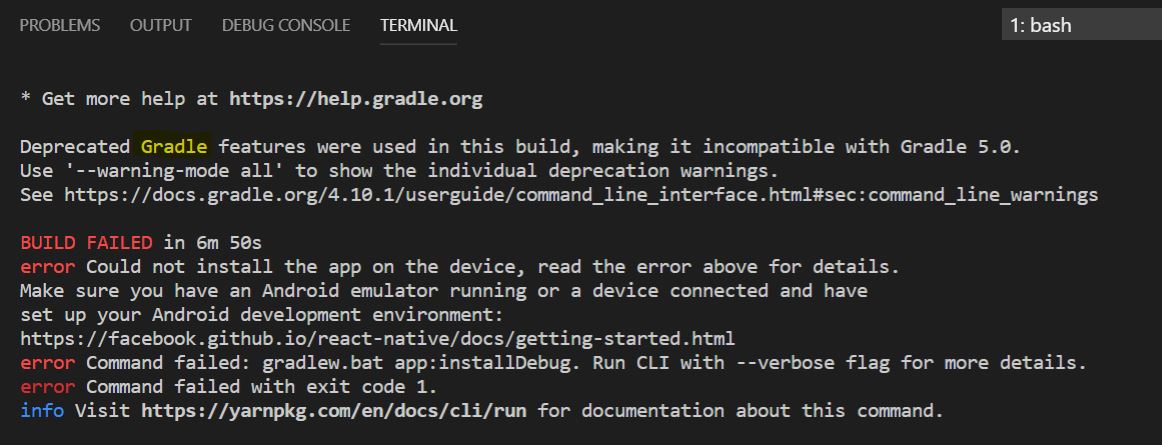 PROBLEMS OUTPUT DEBUG CONSOLE TERMINAL 1: bash
* Get more help at https://help.gradle.org
Deprecated Gradle features were used in this build, making it incompatible with Gradle 5.0.
Use '--warning-mode all' to show the individual deprecation warnings.
See https://docs.gradle.org/4.10.1/userguide/command_line_interface.html#sec:command_line_warnings
BUILD FAILED in 6m 50s
error Could not install the app on the device, read the error above for details.
Make sure you have an Android emulator running or a device connected and have
set up your Android development environment:
https://facebook.github.io/react-native/docs/getting-started.html
error Command failed: gradlew.bat app:installDebug. Run CLI with --verbose flag for more details.
error Command failed with exit code 1.
info Visit https://yarnpkg.com/en/docs/cli/run for documentation about this command.